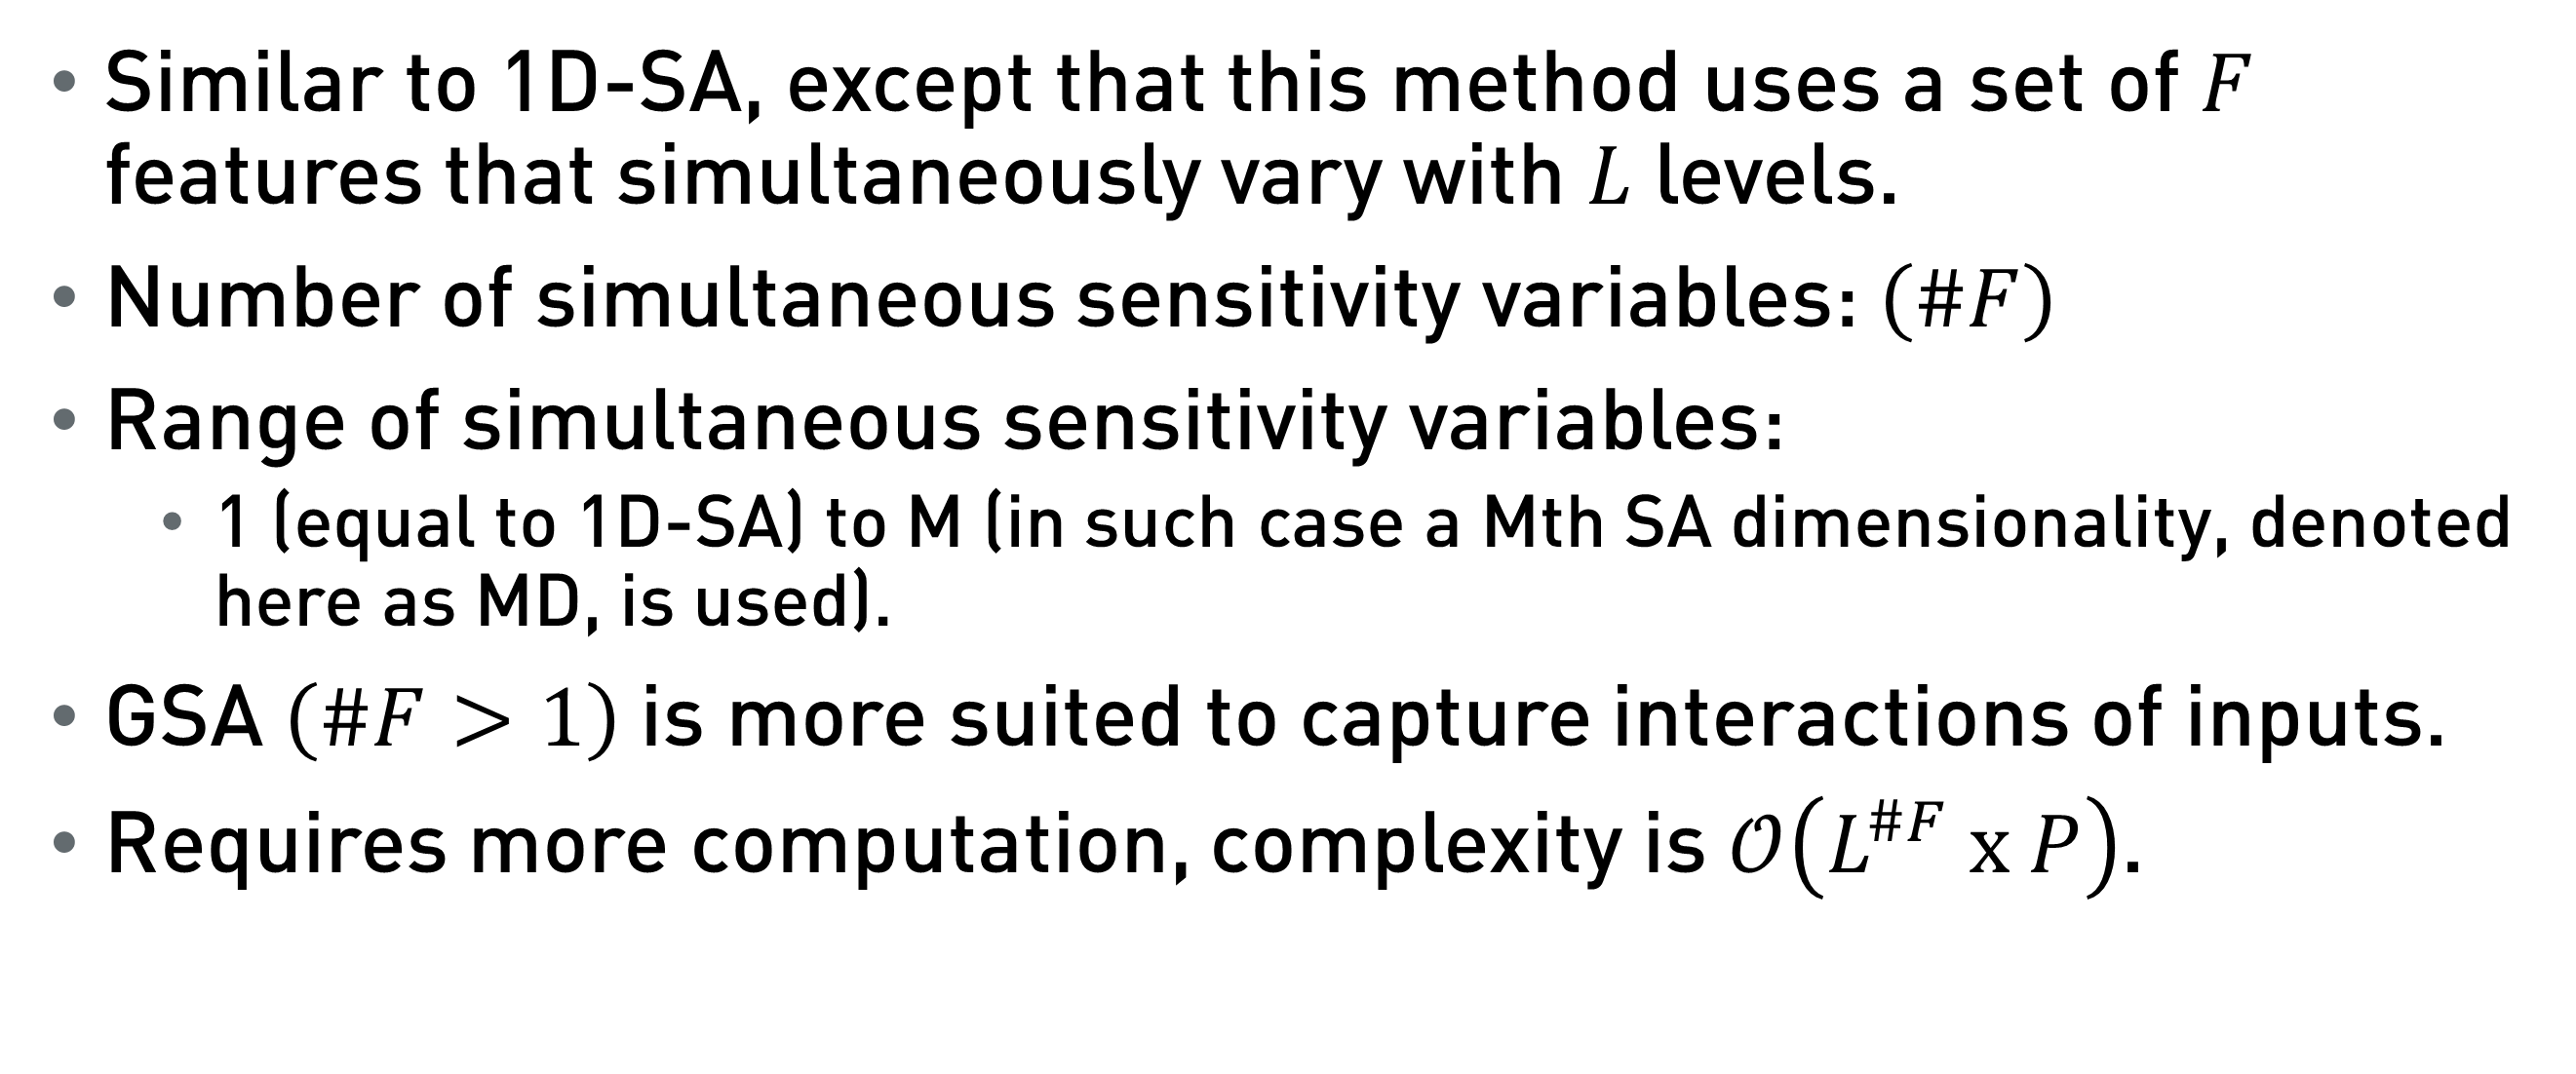 • Similar to 1D-SA, except that this method uses a set of F
features that simultaneously vary with L levels.
• Number of simultaneous sensitivity variables: (#F)
• Range of simultaneous sensitivity variables:
• 1 (equal to 1D-SA) to M (in such case a Mth SA dimensionality, denoted
here as MD, is used).
• GSA (#F > 1) is more suited to capture interactions of inputs.
• Requires more computation, complexity is 𝒪(L^#F x P).